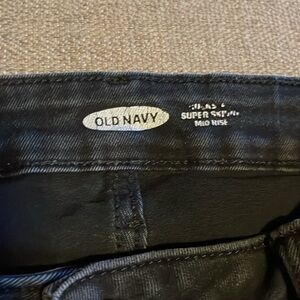 OLD NAVY
SUPER SKINNY
MID RISE